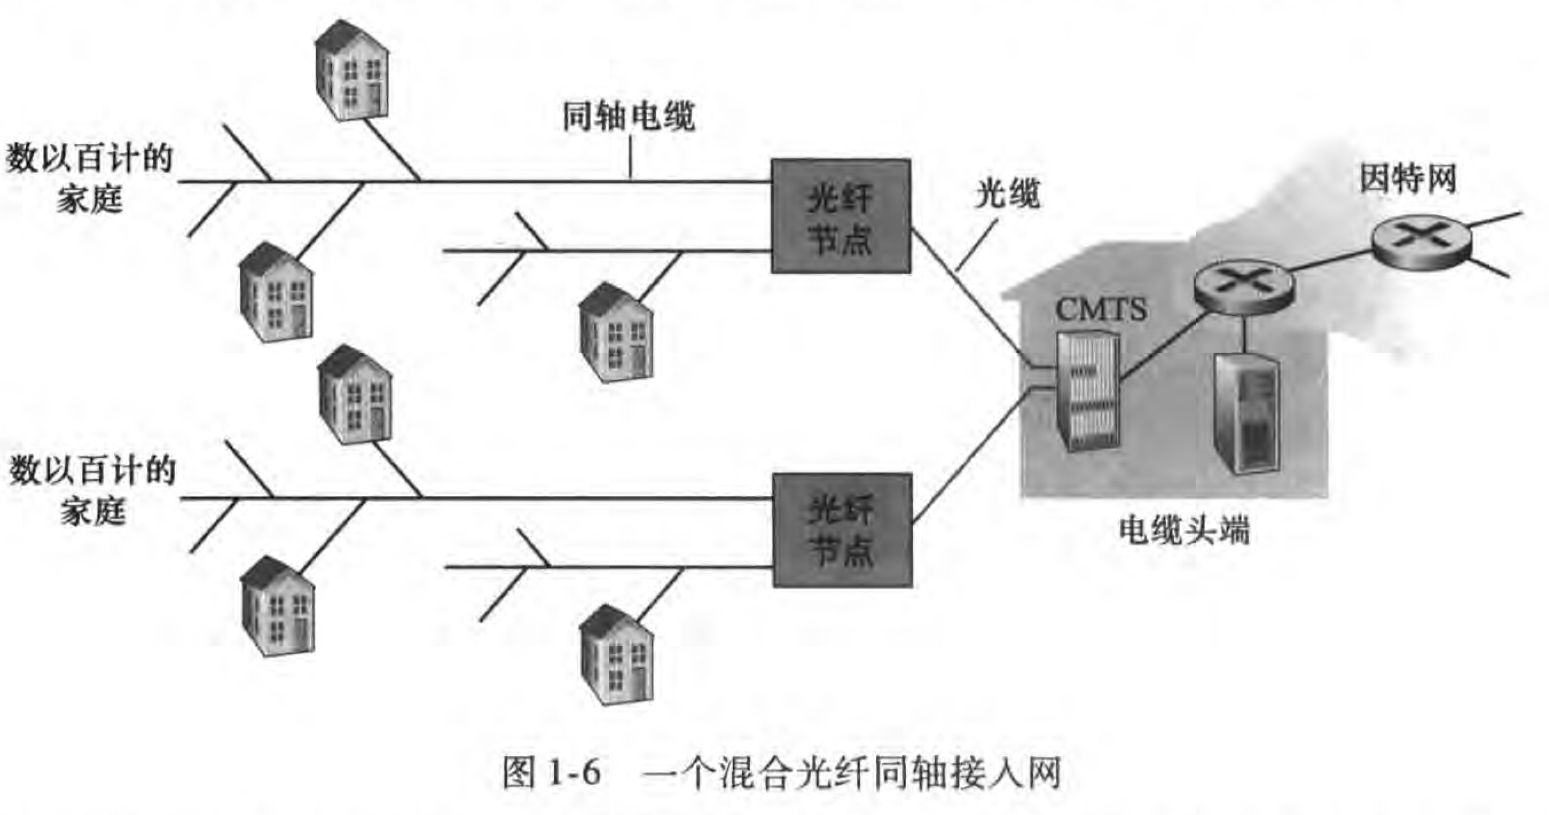 同轴电缆
数以百计的
家庭
光纤
节点
光缆
因特网
CMTS
数以百计的
家庭
光纤
节点
电缆头端
图 1-6 一个混合光纤同轴接入网